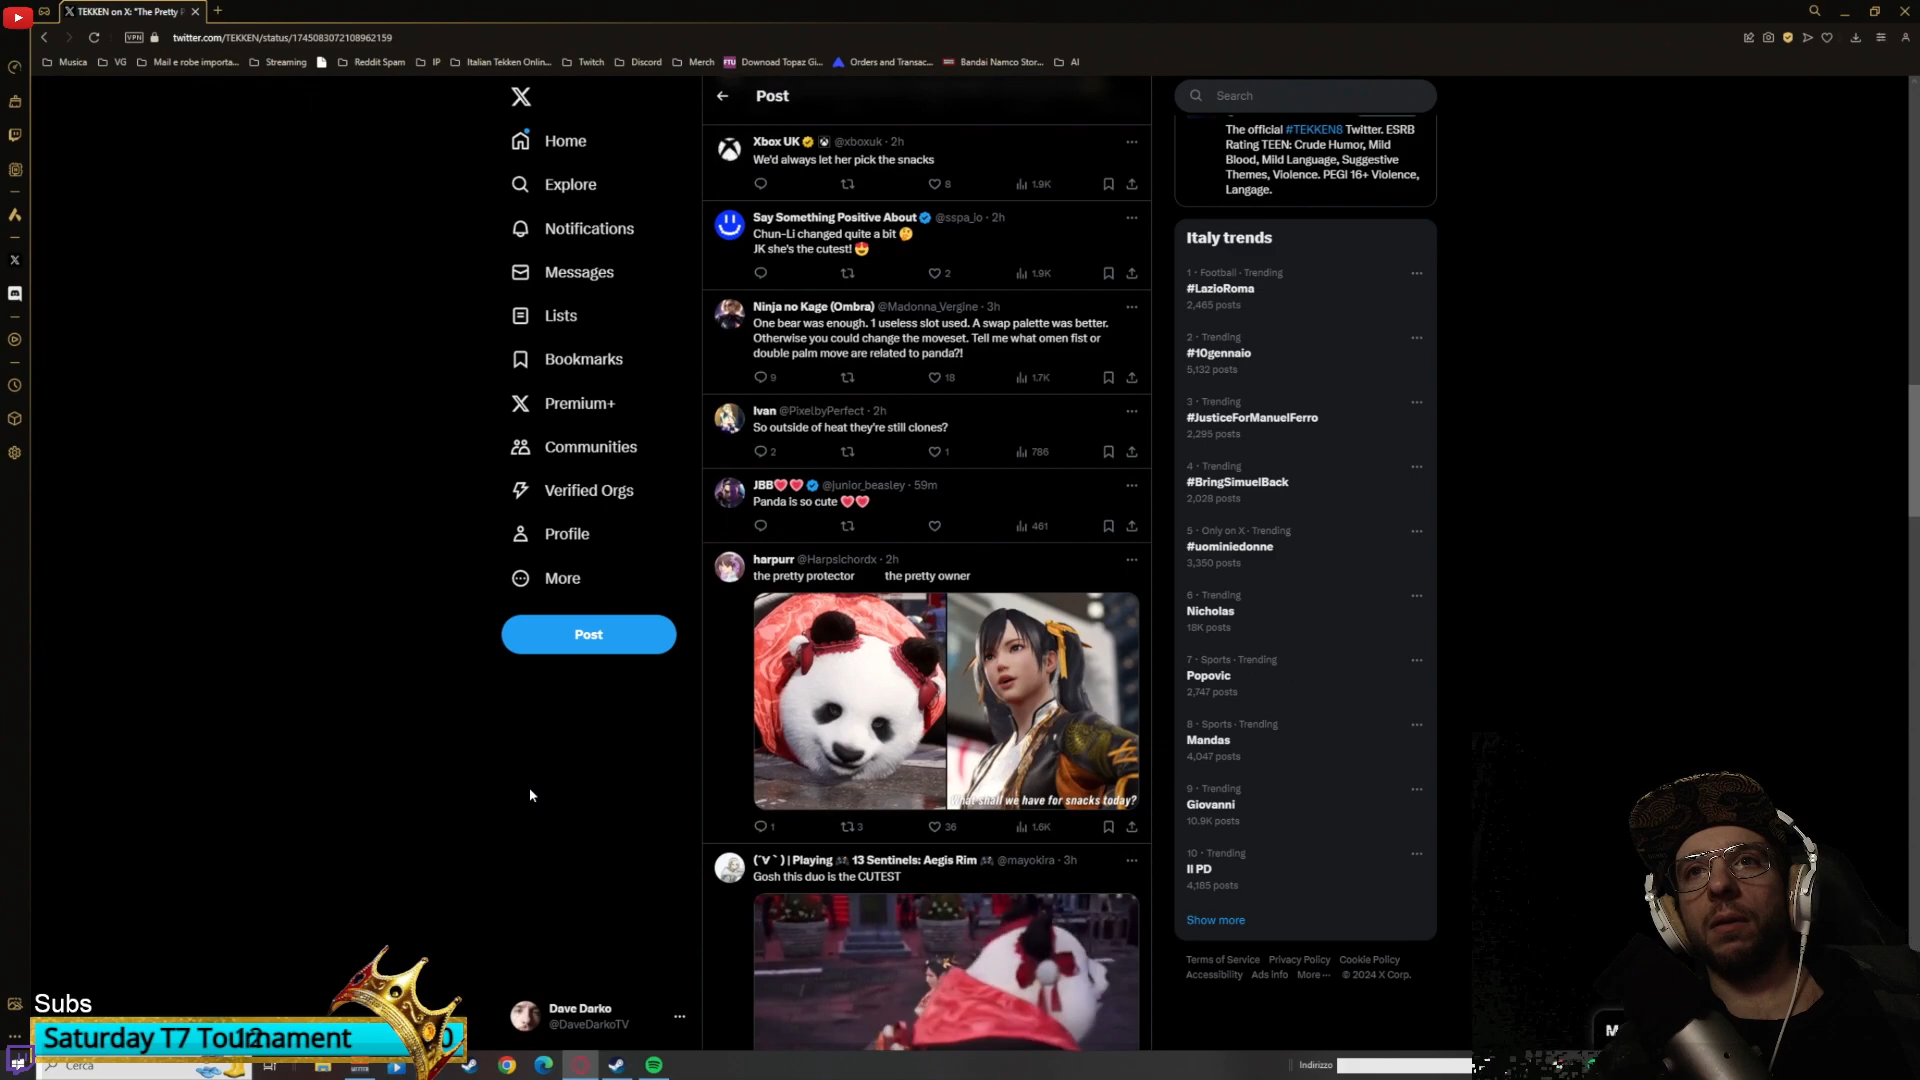 TEKKEN on X: "The Pretty P
VPN
twitter.com/TEKKEN/status/1745083072108962159
Musica
VG
Mail e robe importa...
Streaming
Reddit Spam
IP
Italian Tekken Onlin...
Twitch
Discord
Merch
FTU
Downoad Topaz Gi...
Orders and Transac...
Bandai Namco Stor...
AI
Home
Explore
Notifications
Messages
Lists
Bookmarks
Premium+
Communities
Verified Orgs
Profile
More
Post
Dave Darko
@DaveDarkoTV
Post
Xbox UK @xboxuk · 2h
We'd always let her pick the snacks
8 1.9K
Say Something Positive About @sspa_io · 2h
Chun-Li changed quite a bit 🤔
JK she's the cutest! 😍
2 1.9K
Ninja no Kage (Ombra) @Madonna_Vergine · 3h
One bear was enough. 1 useless slot used. A swap palette was better.
Otherwise you could change the moveset. Tell me what omen fist or
double palm move are related to panda?!
9 18 1.7K
Ivan @PixelbyPerfect · 2h
So outside of heat they're still clones?
2 1 786
JBB❤️❤️ @junior_beasley · 59m
Panda is so cute ❤️❤️
461
harpurr @Harpsichordx · 2h
the pretty protector the pretty owner
What shall we have for snacks today?
1 3 36 1.6K
(´∀`) | Playing 🎮 13 Sentinels: Aegis Rim 🎮 @mayokira · 3h
Gosh this duo is the CUTEST
Search
The official #TEKKEN8 Twitter. ESRB
Rating TEEN: Crude Humor, Mild
Blood, Mild Language, Suggestive
Themes, Violence. PEGI 16+ Violence,
Langage.
Italy trends
1 · Football · Trending
#LazioRoma
2,465 posts
2 · Trending
#10gennaio
5,132 posts
3 · Trending
#JusticeForManuelFerro
2,295 posts
4 · Trending
#BringSimuelBack
2,028 posts
5 · Only on X · Trending
#uominiedonne
3,350 posts
6 · Trending
Nicholas
18K posts
7 · Sports · Trending
Popovic
2,747 posts
8 · Sports · Trending
Mandas
4,047 posts
9 · Trending
Giovanni
10.9K posts
10 · Trending
Il PD
4,185 posts
Show more
Terms of Service Privacy Policy Cookie Policy
Accessibility Ads info More ··· © 2024 X Corp.
Subs
Saturday T7 Tournament
12
0
Cerca
Indirizzo